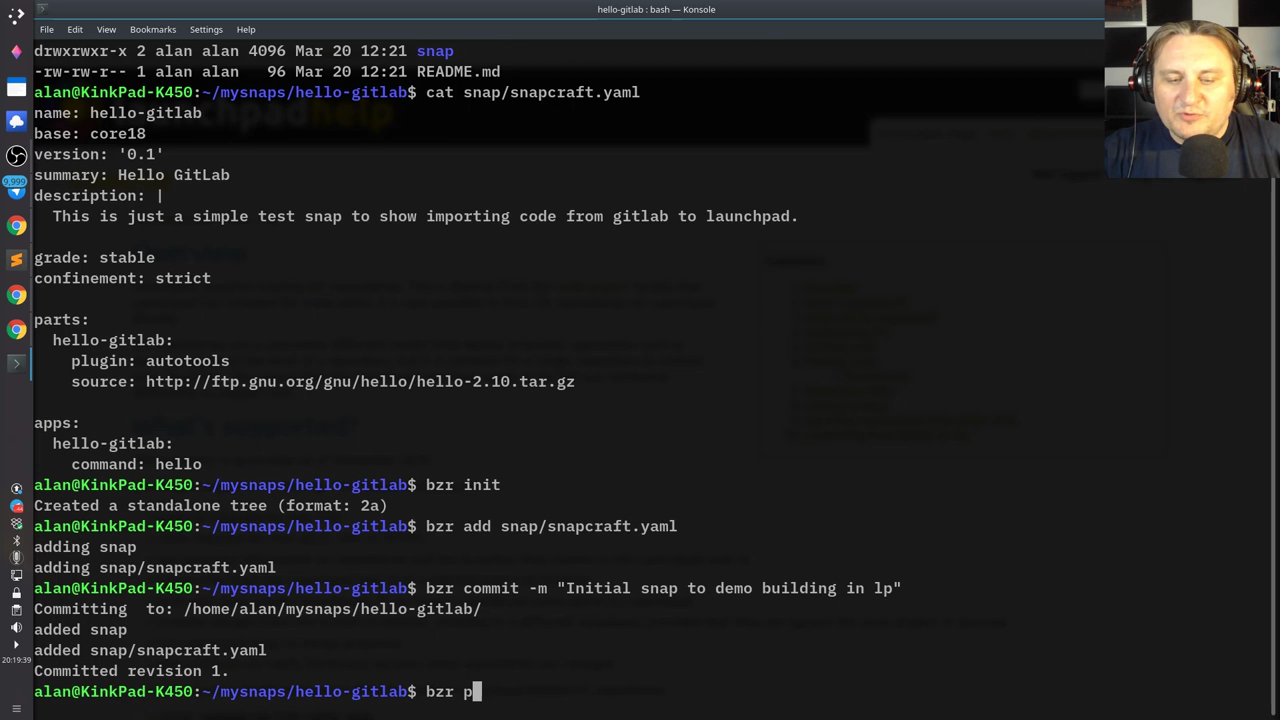 hello-gitlab : bash — Konsole
File Edit View Bookmarks Settings Help
drwxrwxr-x 2 alan alan 4096 Mar 20 12:21 snap
-rw-rw-r-- 1 alan alan   96 Mar 20 12:21 README.md
alan@KinkPad-K450:~/mysnaps/hello-gitlab$ cat snap/snapcraft.yaml
name: hello-gitlab
base: core18
version: '0.1'
summary: Hello GitLab
description: |
  This is just a simple test snap to show importing code from gitlab to launchpad.
grade: stable
confinement: strict
parts:
  hello-gitlab:
    plugin: autotools
    source: http://ftp.gnu.org/gnu/hello/hello-2.10.tar.gz
apps:
  hello-gitlab:
    command: hello
alan@KinkPad-K450:~/mysnaps/hello-gitlab$ bzr init
Created a standalone tree (format: 2a)
alan@KinkPad-K450:~/mysnaps/hello-gitlab$ bzr add snap/snapcraft.yaml
adding snap
adding snap/snapcraft.yaml
alan@KinkPad-K450:~/mysnaps/hello-gitlab$ bzr commit -m "Initial snap to demo building in lp"
Committing  to: /home/alan/mysnaps/hello-gitlab/
added snap
added snap/snapcraft.yaml
Committed revision 1.
alan@KinkPad-K450:~/mysnaps/hello-gitlab$ bzr p
9,999
20:19:39